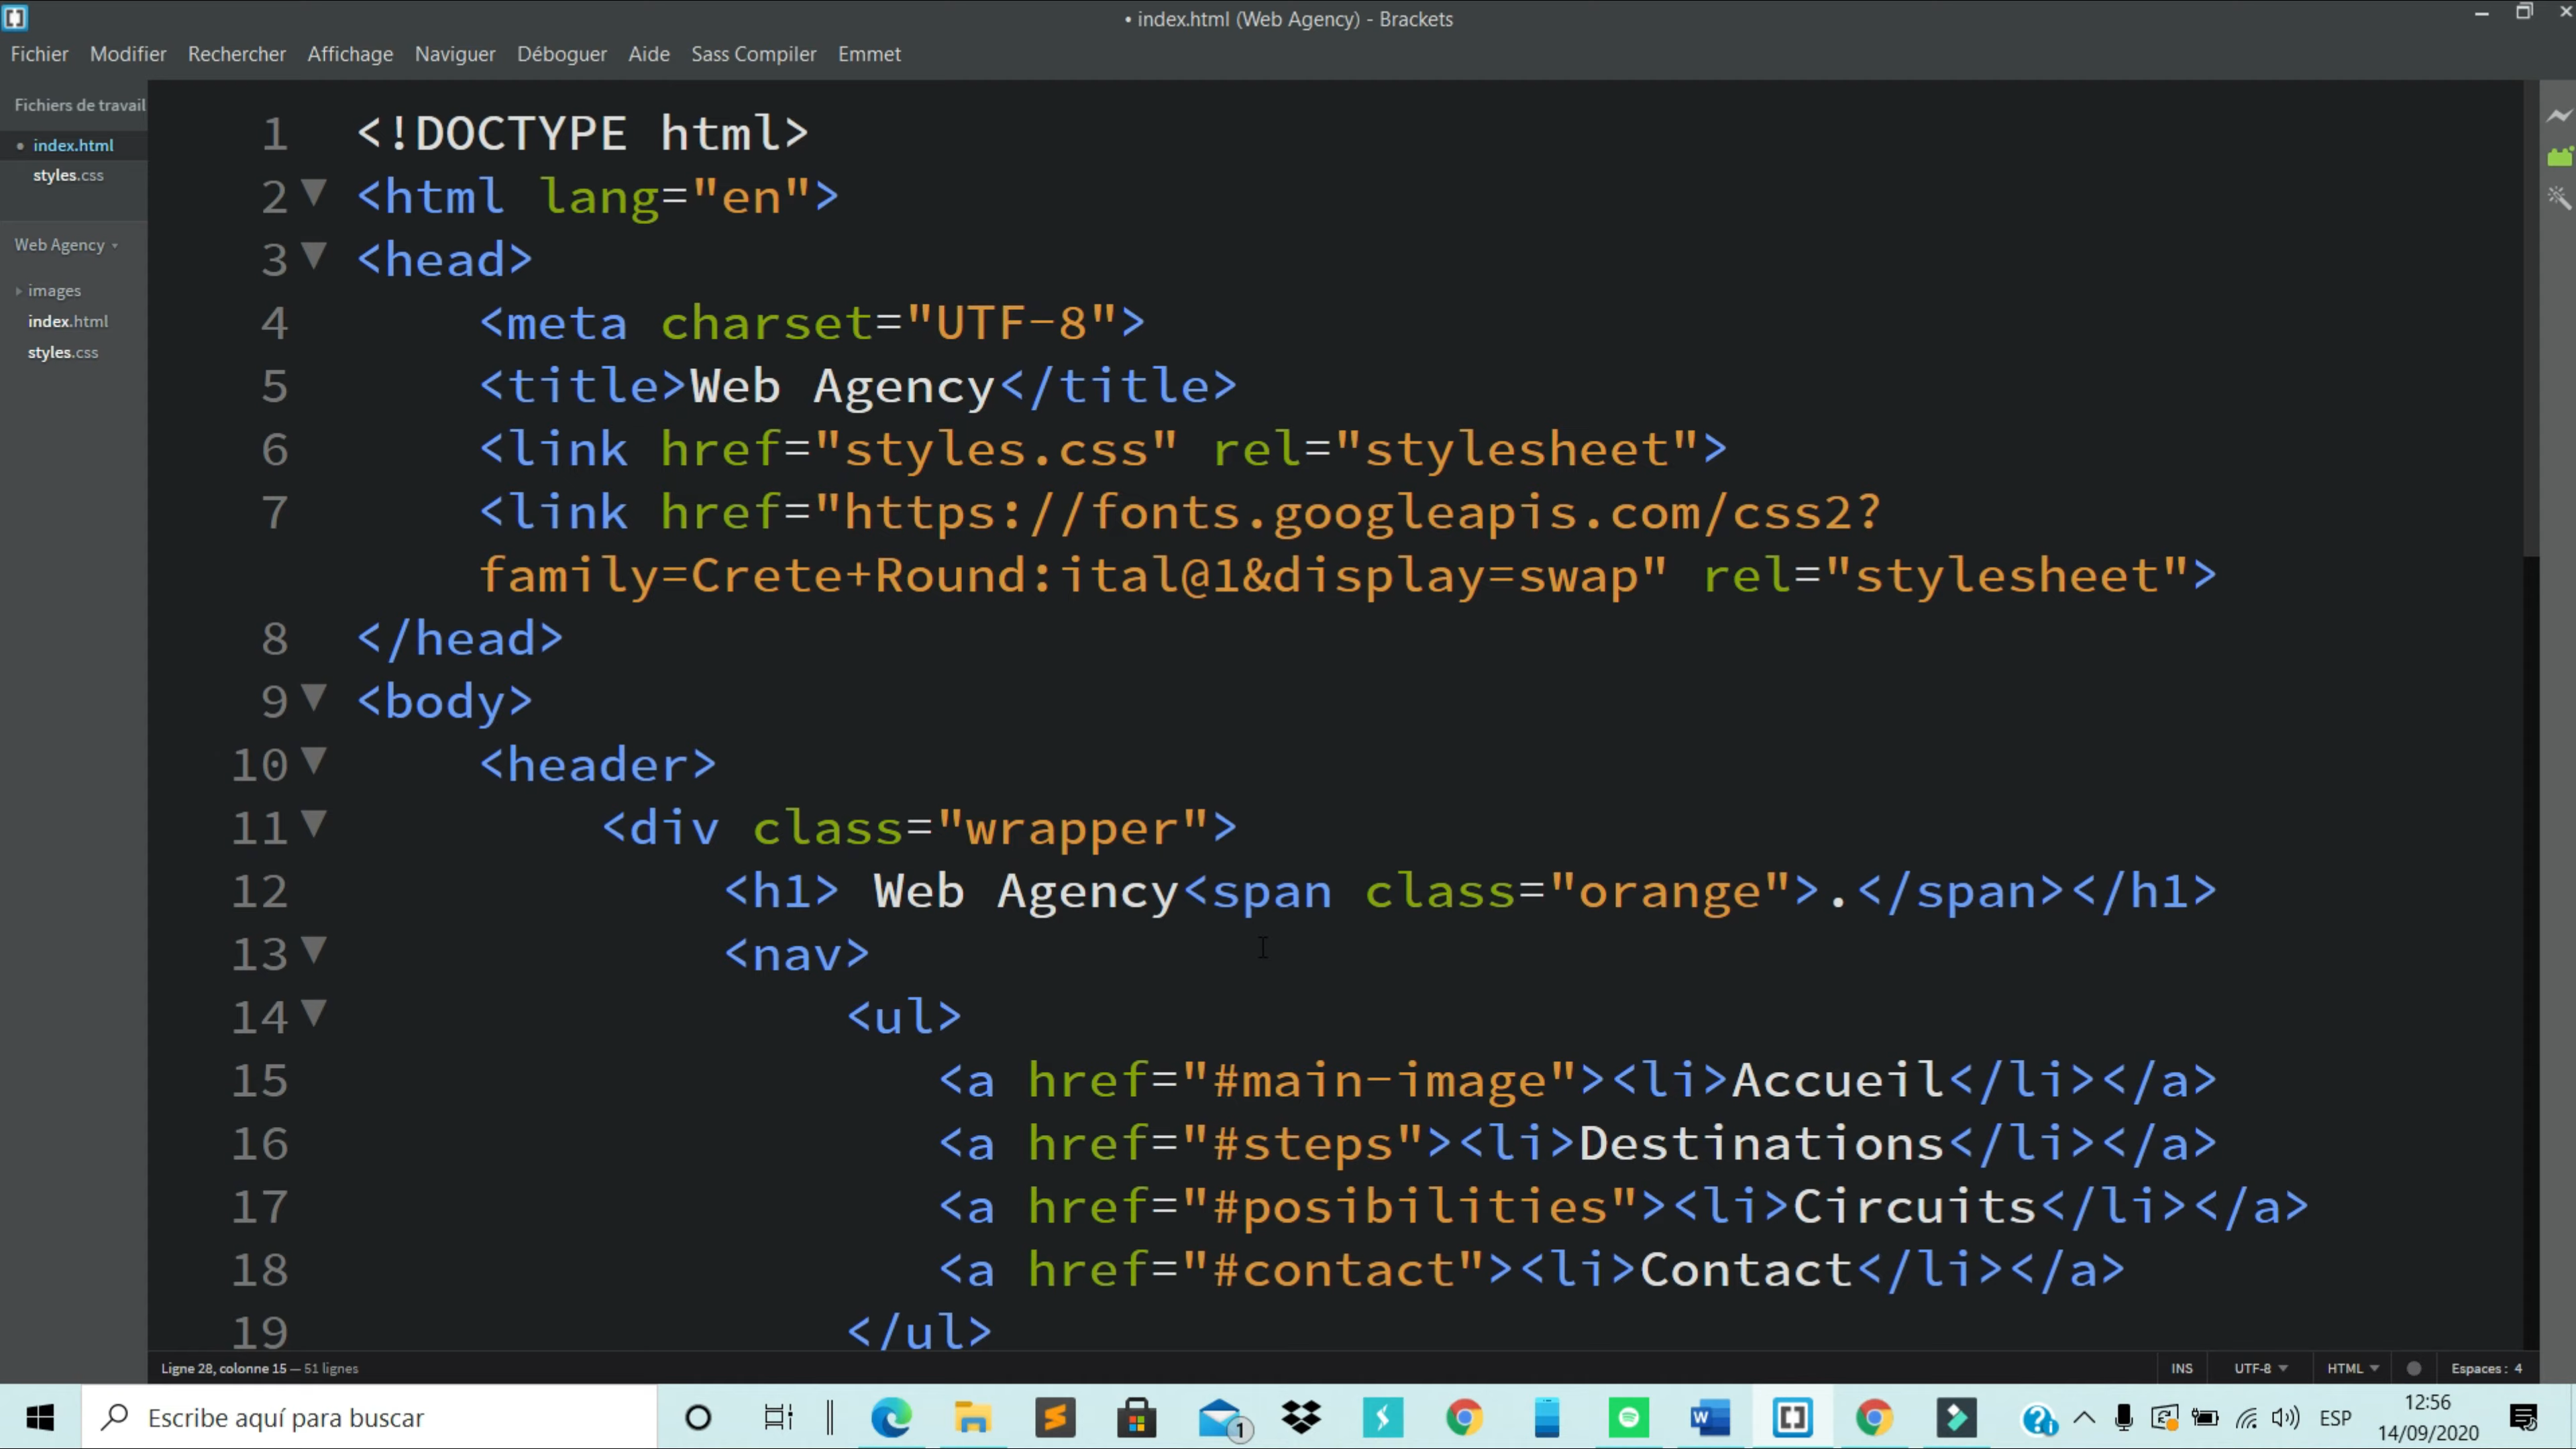 • index.html (Web Agency) - Brackets
Fichier Modifier Rechercher Affichage Naviguer Déboguer Aide Sass Compiler Emmet
Fichiers de travail
• index.html
styles.css
Web Agency
images
index.html
styles.css
1 <!DOCTYPE html>
2 <html lang="en">
3 <head>
4 <meta charset="UTF-8">
5 <title>Web Agency</title>
6 <link href="styles.css" rel="stylesheet">
7 <link href="https://fonts.googleapis.com/css2?
family=Crete+Round:ital@1&display=swap" rel="stylesheet">
8 </head>
9 <body>
10 <header>
11 <div class="wrapper">
12 <h1> Web Agency<span class="orange">.</span></h1>
13 <nav>
14 <ul>
15 <a href="#main-image"><li>Accueil</li></a>
16 <a href="#steps"><li>Destinations</li></a>
17 <a href="#posibilities"><li>Circuits</li></a>
18 <a href="#contact"><li>Contact</li></a>
19 </ul>
Ligne 28, colonne 15 — 51 lignes INS UTF-8 HTML Espaces : 4
Escribe aquí para buscar
1
W
ESP
12:56
14/09/2020